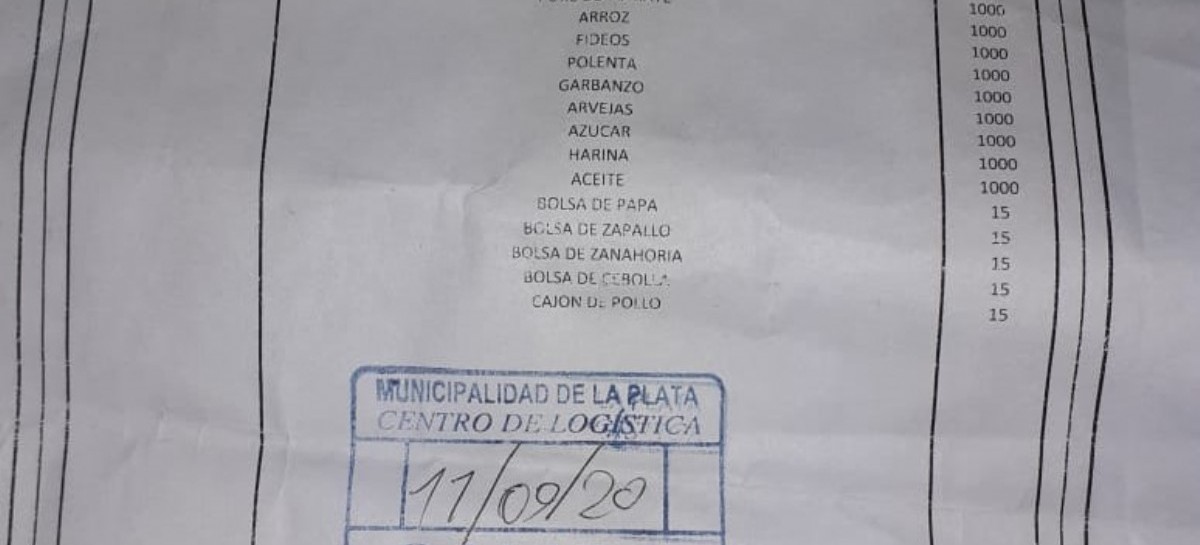 1000
ARROZ 1000
FIDEOS 1000
POLENTA 1000
GARBANZO 1000
ARVEJAS 1000
AZUCAR 1000
HARINA 1000
ACEITE 1000
BOLSA DE PAPA 15
BOLSA DE ZAPALLO 15
BOLSA DE ZANAHORIA 15
BOLSA DE CEBOLLA 15
CAJON DE POLLO 15
MUNICIPALIDAD DE LA PLATA
CENTRO DE LOGÍSTICA
11/09/20